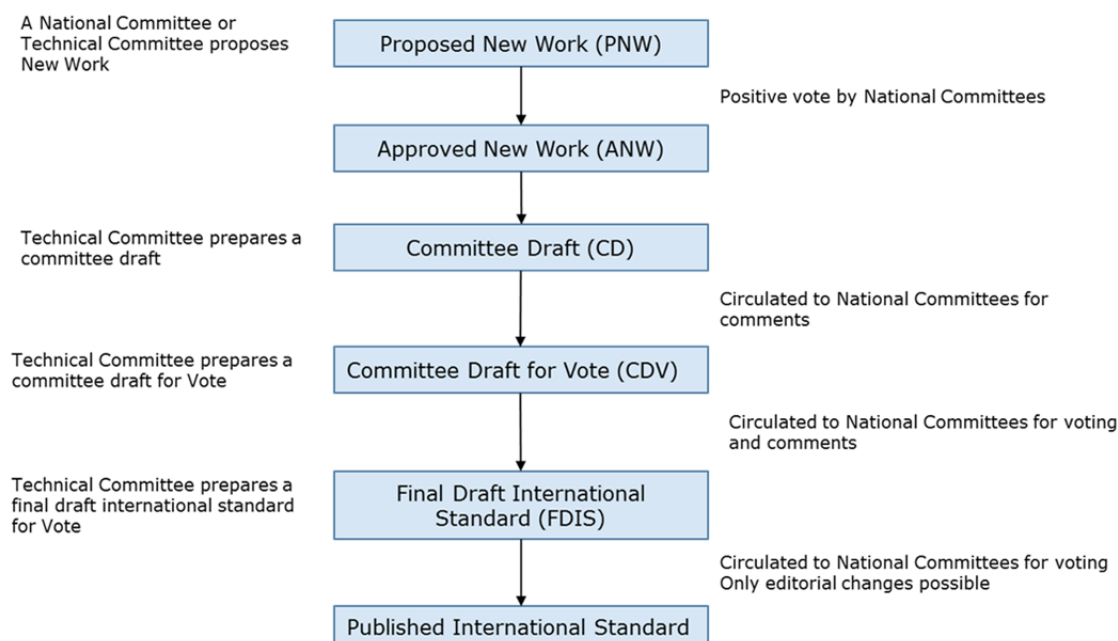 A National Committee or
Technical Committee proposes
New Work
Proposed New Work (PNW)
Positive vote by National Committees
Approved New Work (ANW)
Technical Committee prepares a
committee draft
Committee Draft (CD)
Circulated to National Committees for
comments
Technical Committee prepares a
committee draft for Vote
Committee Draft for Vote (CDV)
Circulated to National Committees for voting
and comments
Technical Committee prepares a
final draft international standard
for Vote
Final Draft International
Standard (FDIS)
Circulated to National Committees for voting
Only editorial changes possible
Published International Standard